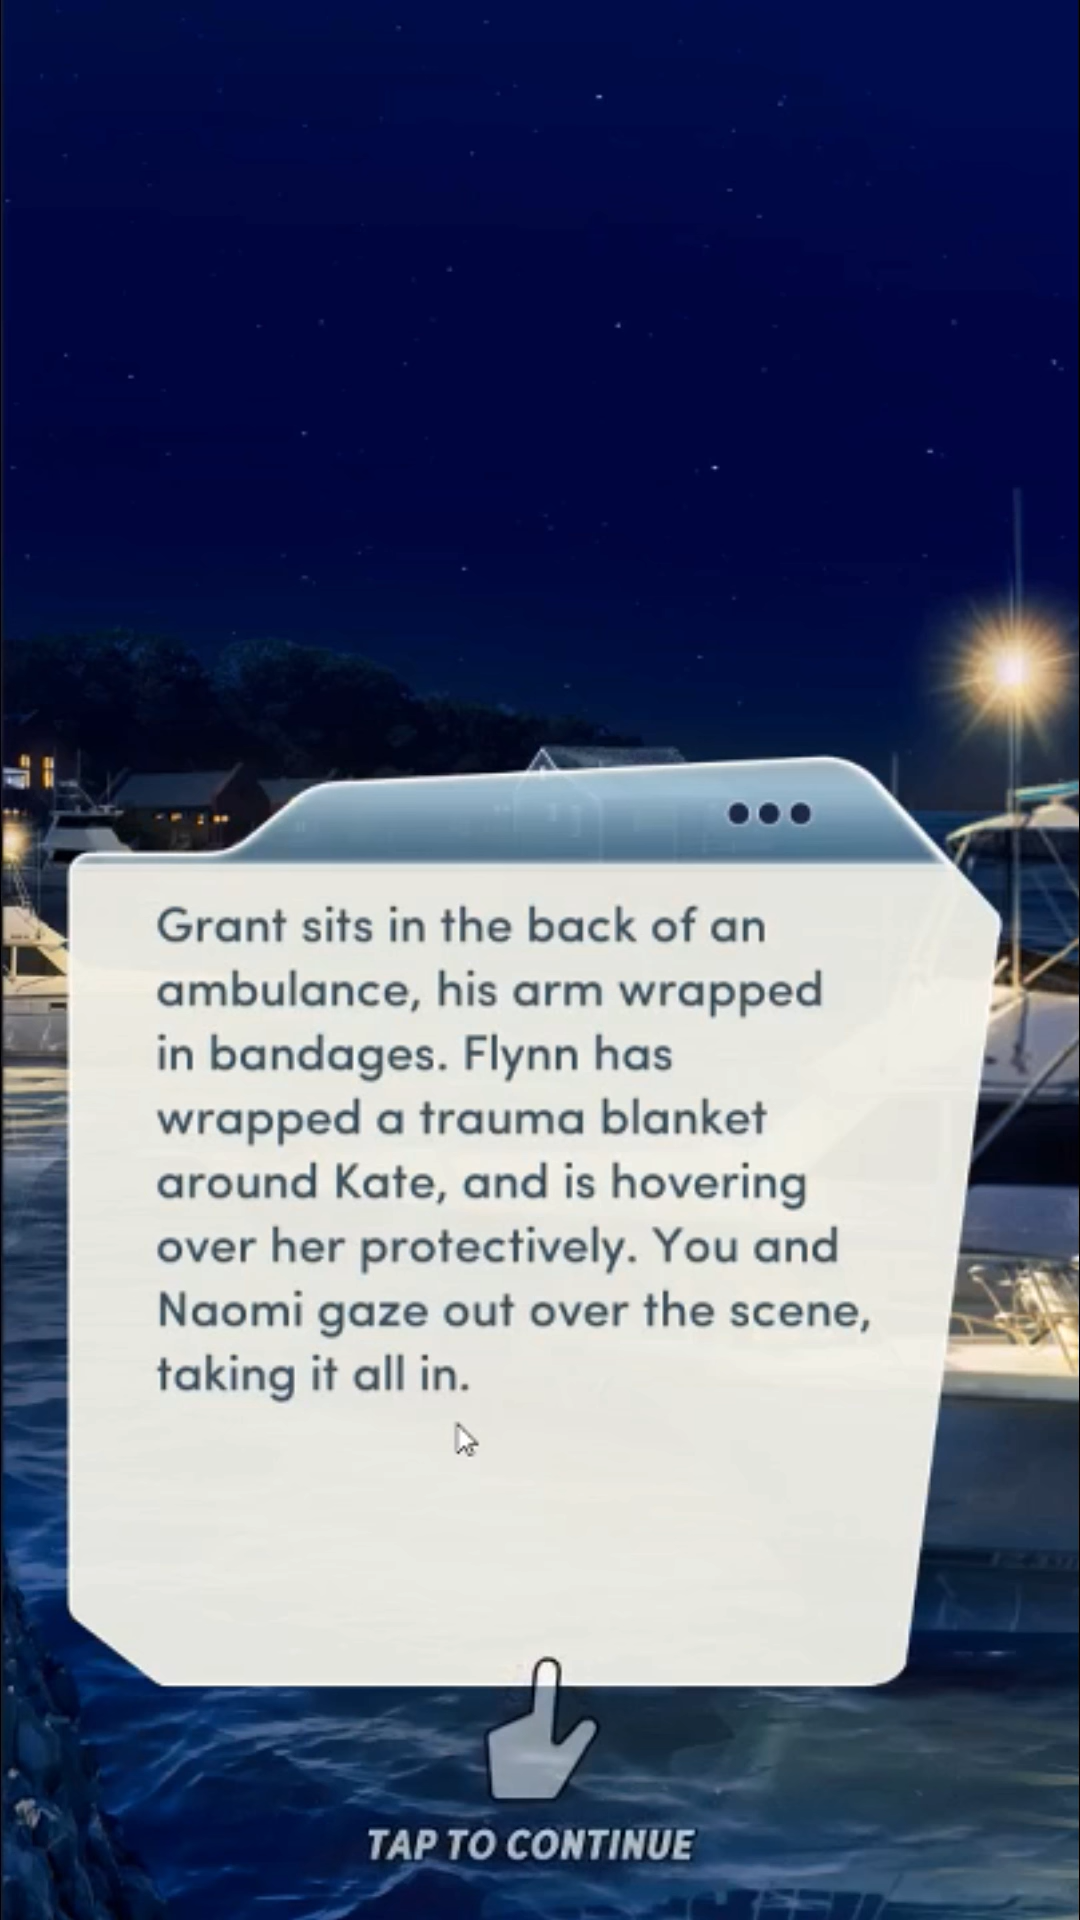 Grant sits in the back of an
ambulance, his arm wrapped
in bandages. Flynn has
wrapped a trauma blanket
around Kate, and is hovering
over her protectively. You and
Naomi gaze out over the scene,
taking it all in.
TAP TO CONTINUE